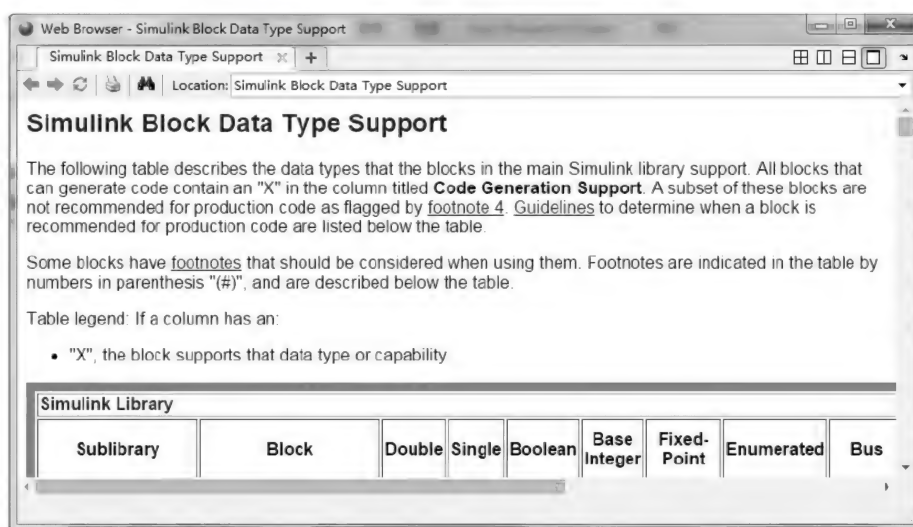 Web Browser - Simulink Block Data Type Support
Simulink Block Data Type Support
Location: Simulink Block Data Type Support
Simulink Block Data Type Support
The following table describes the data types that the blocks in the main Simulink library support. All blocks that
can generate code contain an "X" in the column titled Code Generation Support. A subset of these blocks are
not recommended for production code as flagged by footnote 4. Guidelines to determine when a block is
recommended for production code are listed below the table.
Some blocks have footnotes that should be considered when using them. Footnotes are indicated in the table by
numbers in parenthesis "(#)", and are described below the table.
Table legend: If a column has an:
• "X", the block supports that data type or capability
Simulink Library
Sublibrary Block Double Single Boolean Base Integer Fixed-Point Enumerated Bus